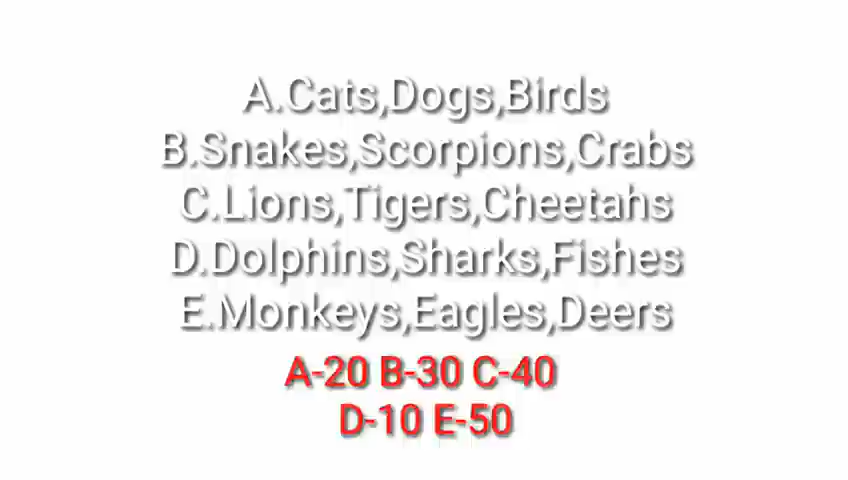 A.Cats,Dogs,Birds
B.Snakes,Scorpions,Crabs
C.Lions,Tigers,Cheetahs
D.Dolphins,Sharks,Fishes
E.Monkeys,Eagles,Deers
A-20 B-30 C-40
D-10 E-50